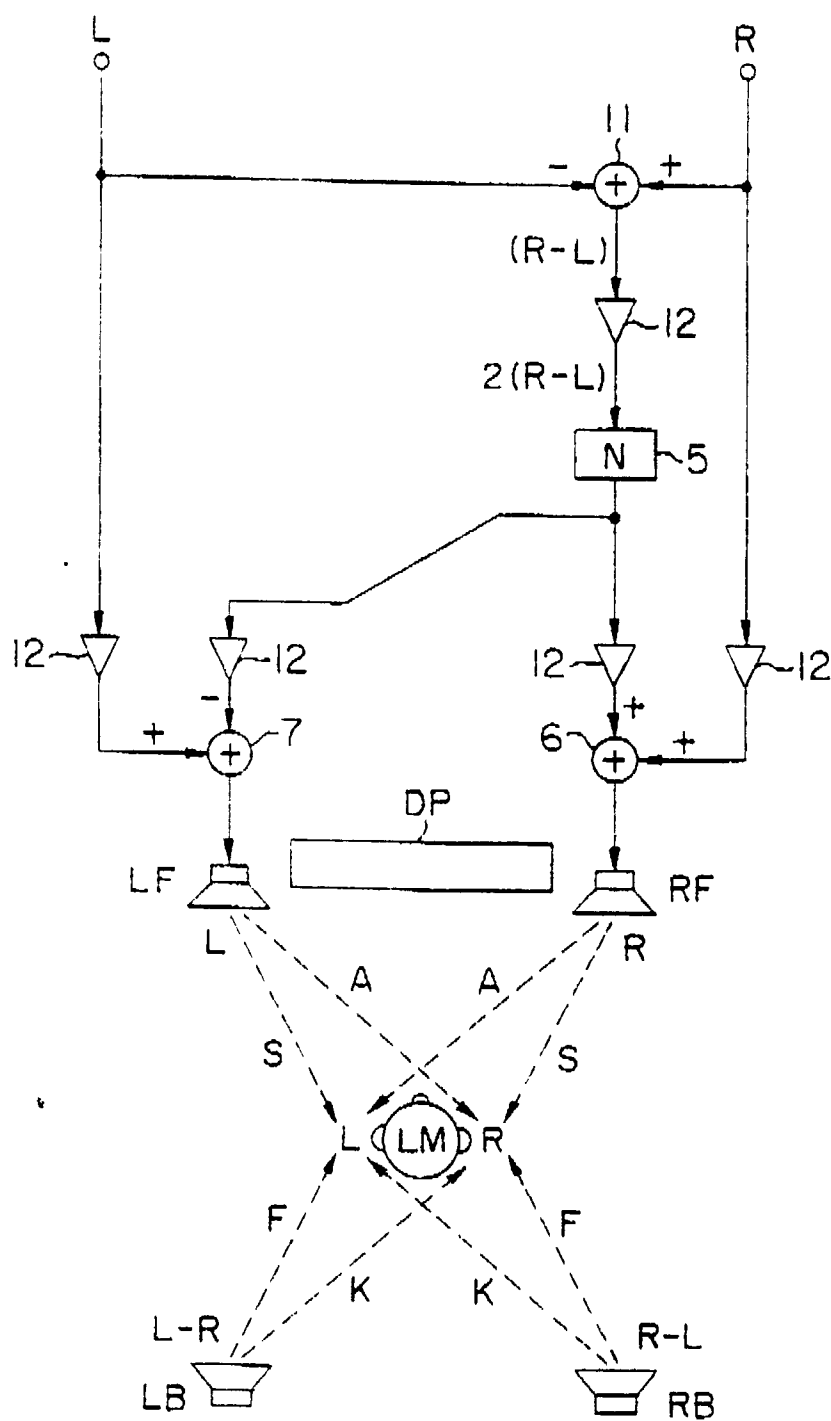 L
R
11
- + +
(R-L)
12
2(R-L)
N 5
12 12 12 12
- +
+ + 7 6 + +
DP
LF RF
L R
A A
S S
L LM R
F F
K K
L-R R-L
LB RB